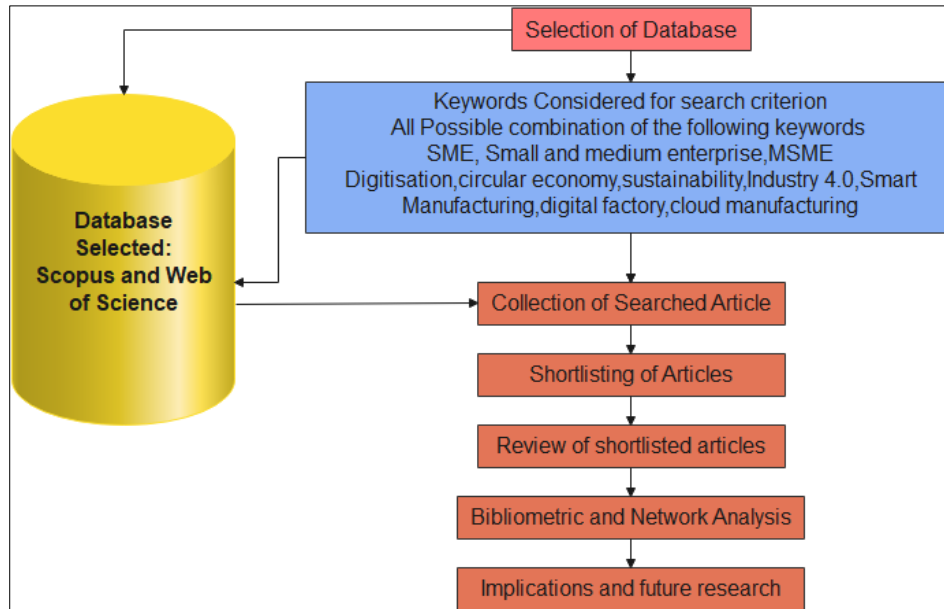 Selection of Database
Keywords Considered for search criterion
All Possible combination of the following keywords
SME, Small and medium enterprise,MSME
Digitisation,circular economy,sustainability,Industry 4.0,Smart
Manufacturing,digital factory,cloud manufacturing
Database
Selected:
Scopus and Web
of Science
Collection of Searched Article
Shortlisting of Articles
Review of shortlisted articles
Bibliometric and Network Analysis
Implications and future research